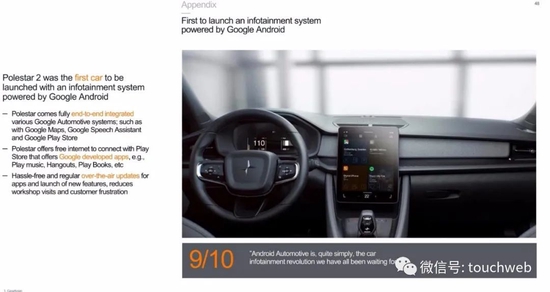 Appendix
46
First to launch an infotainment system
powered by Google Android
Polestar 2 was the first car to be
launched with an infotainment system
powered by Google Android
– Polestar comes fully end-to-end integrated
various Google Automotive systems; such as
with Google Maps, Google Speech Assistant
and Google Play Store
– Polestar offers free internet to connect with Play
Store that offers Google developed apps, e.g.,
Play music, Hangouts, Play Books, etc
– Hassle-free and regular over-the-air updates for
apps and launch of new features, reduces
workshop visits and customer frustration
9/10
"Android Automotive is, quite simply, the car
infotainment revolution we have all been waiting fo
微信号: touchweb